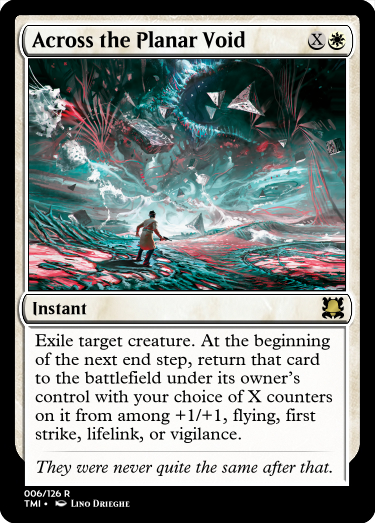 Across the Planar Void X
Instant
Exile target creature. At the beginning
of the next end step, return that card
to the battlefield under its owner's
control with your choice of X counters
on it from among +1/+1, flying, first
strike, lifelink, or vigilance.
They were never quite the same after that.
006/126 R
TMI • Lino Drieghe